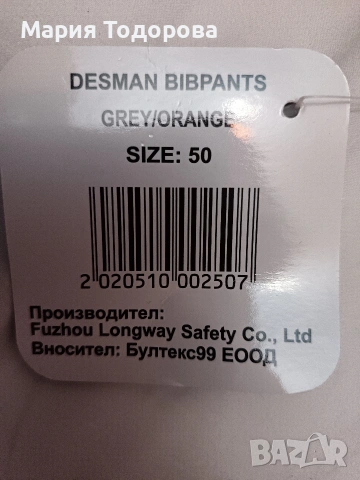 Мария Тодорова
DESMAN BIBPANTS
GREY/ORANGE
SIZE: 50
2 020510 002507
Производител:
Fuzhou Longway Safety Co., Ltd
Вносител: Бултекс99 ЕООД
BAZAR